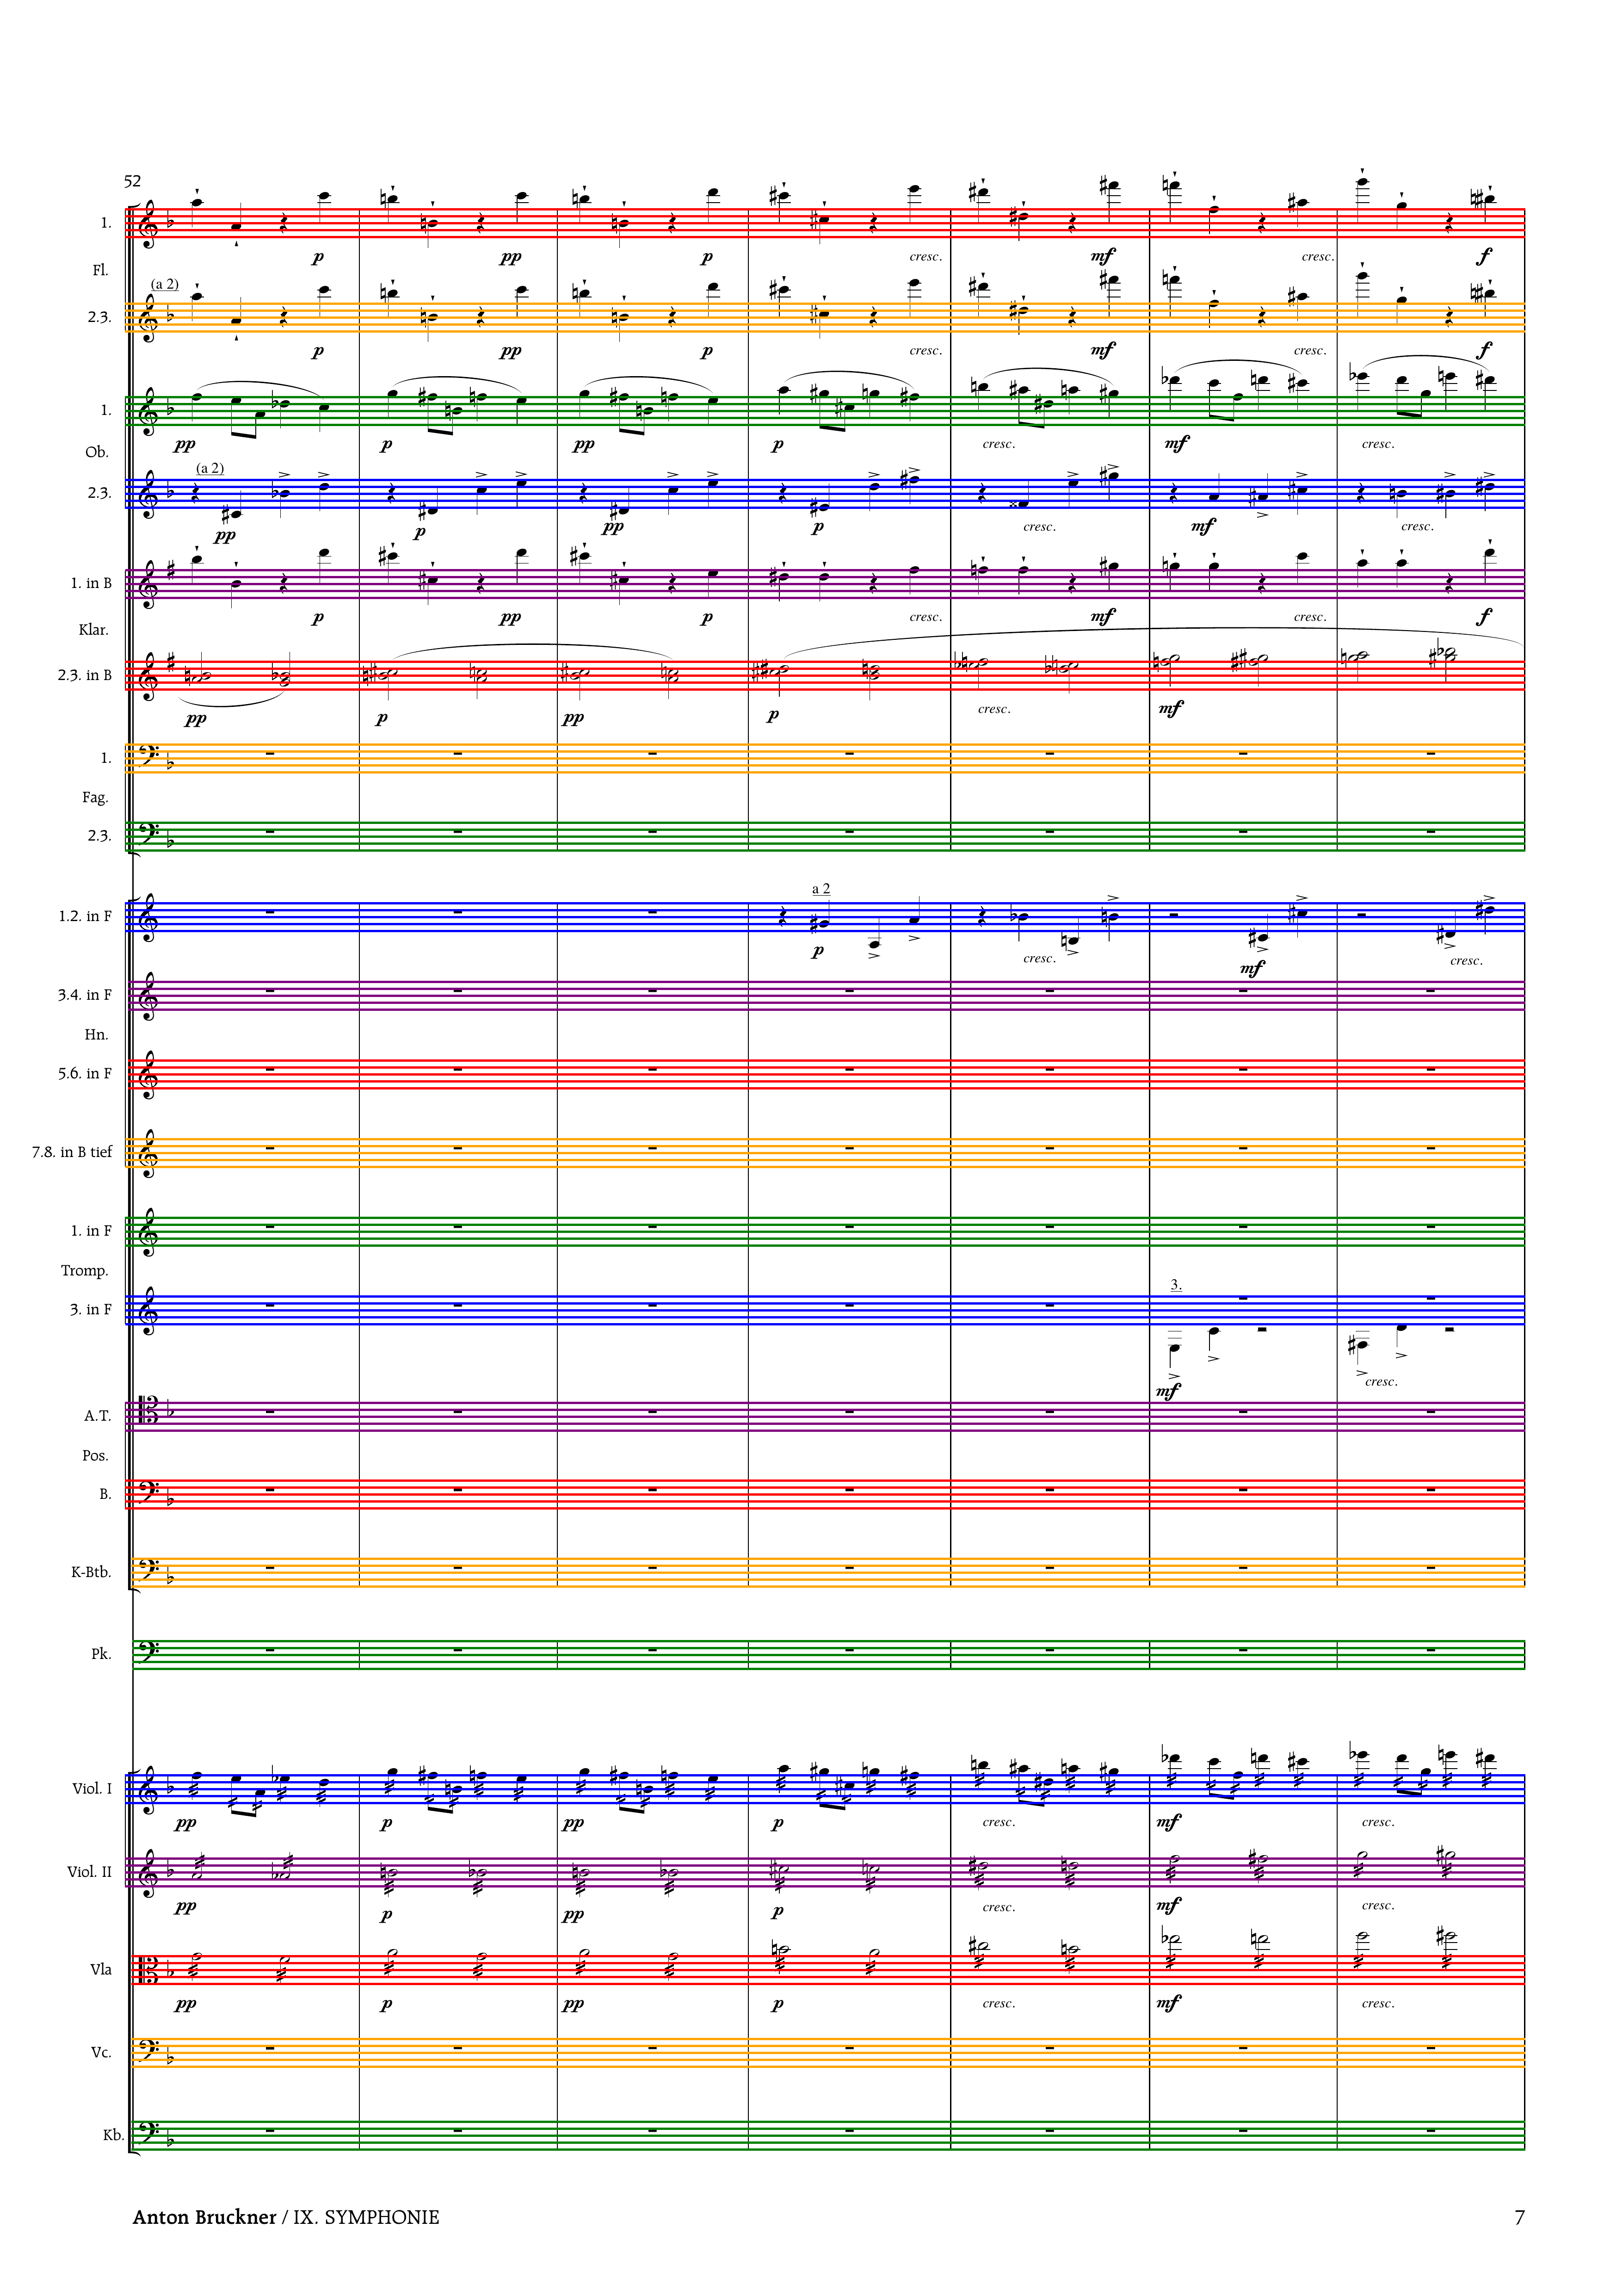 52
1.
p pp p cresc. mf cresc. f
Fl.
(a 2)
2.3.
p pp p cresc. mf cresc. f
1.
pp p pp p cresc. mf cresc.
Ob.
(a 2)
2.3.
pp p pp p cresc. mf cresc.
1. in B
p pp p cresc. mf cresc. f
Klar.
2.3. in B
pp p pp p cresc. mf
1.
Fag.
2.3.
a 2
1.2. in F
p cresc. mf cresc.
3.4. in F
Hn.
5.6. in F
7.8. in B tief
1. in F
Tromp.
3.
3. in F
mf cresc.
A.T.
Pos.
B.
K-Btb.
Pk.
Viol. I
pp p pp p cresc. mf cresc.
Viol. II
pp p pp p cresc. mf cresc.
Vla
pp p pp p cresc. mf cresc.
Vc.
Kb.
Anton Bruckner / IX. SYMPHONIE 7